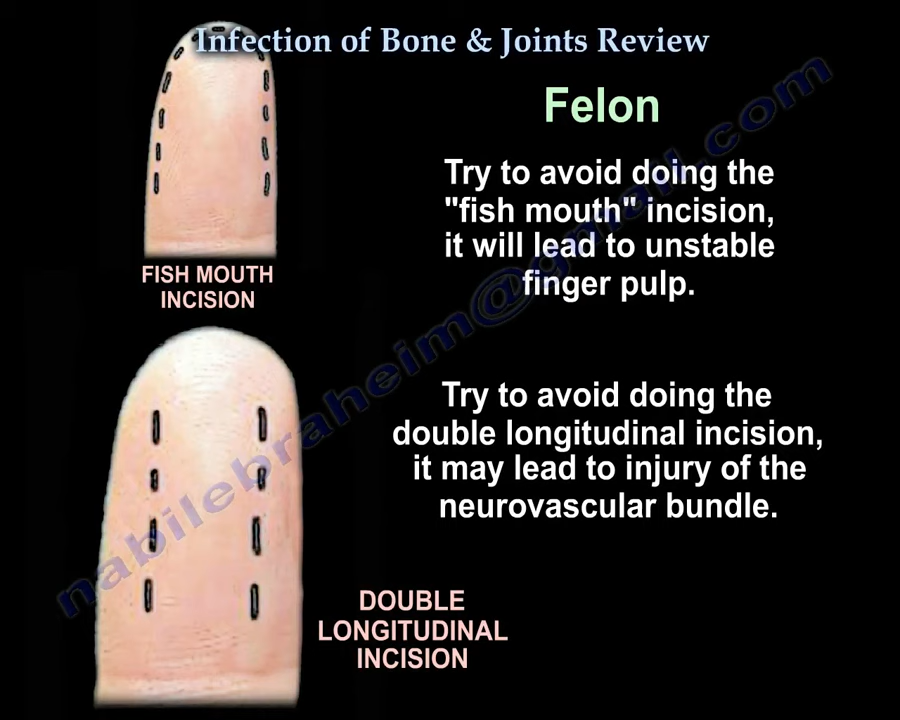 Infection of Bone & Joints Review
Felon
Try to avoid doing the
"fish mouth" incision,
it will lead to unstable
finger pulp.
FISH MOUTH
INCISION
Try to avoid doing the
double longitudinal incision,
it may lead to injury of the
neurovascular bundle.
DOUBLE
LONGITUDINAL
INCISION
nabilebraheim@gmail.com